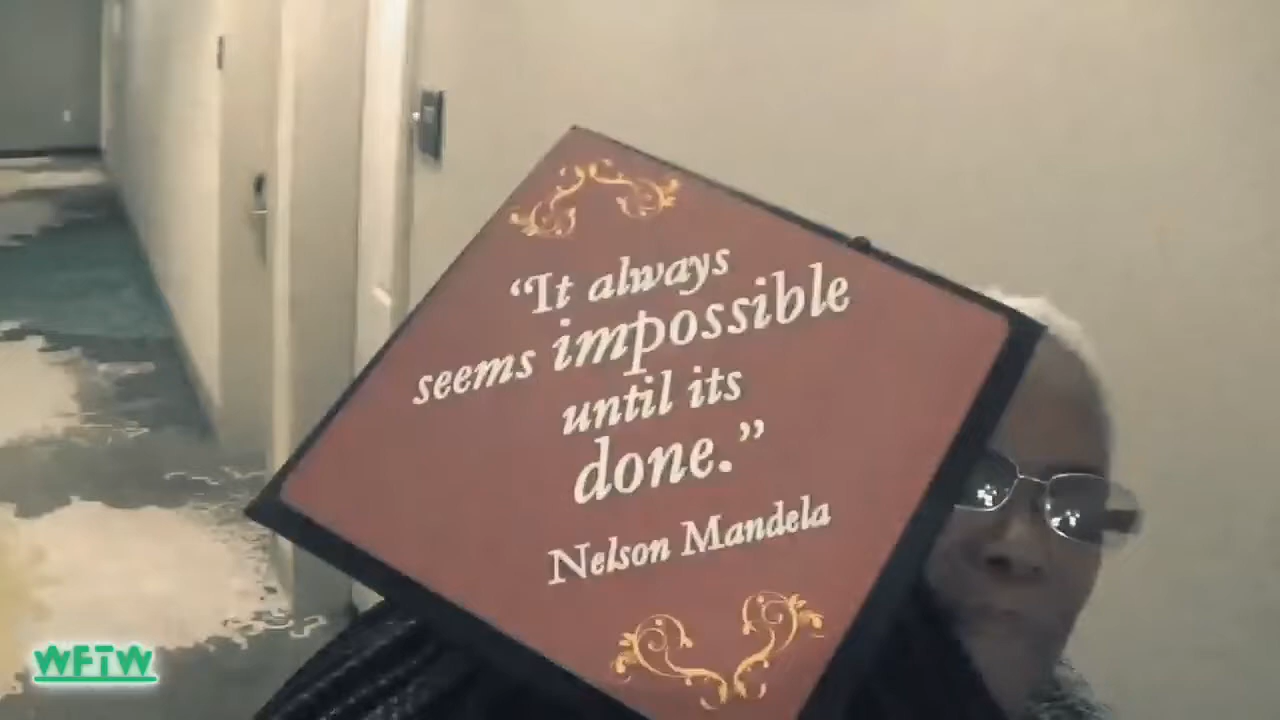 “It always
seems impossible
until its
done.”
Nelson Mandela
WFTW